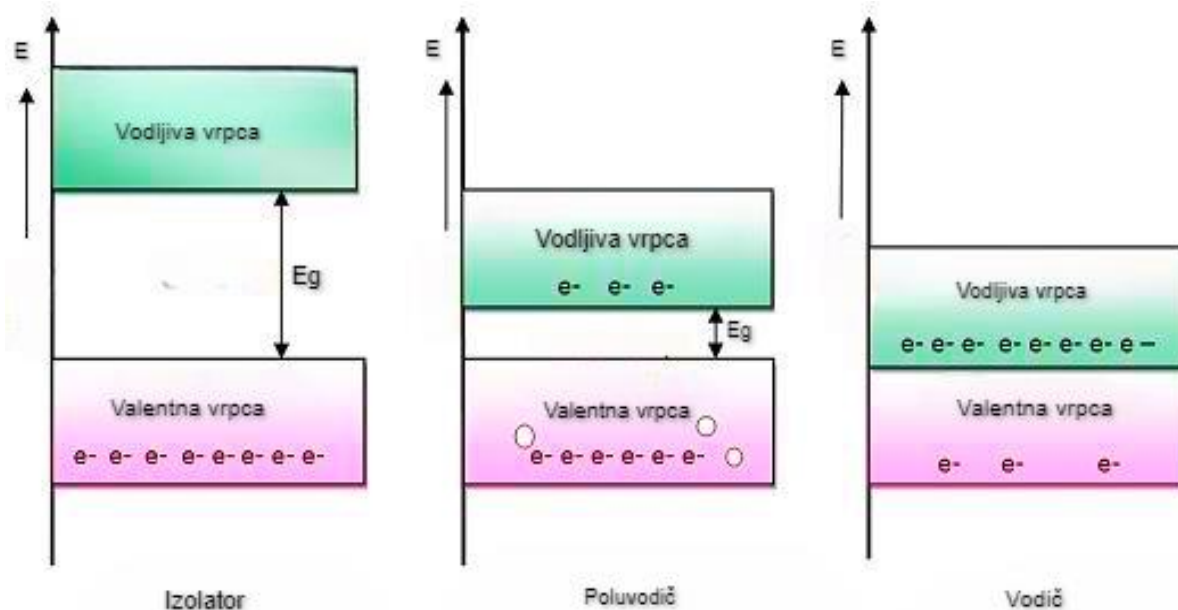 E
Vodljiva vrpca
Eg
Valentna vrpca
e- e- e- e- e- e- e- e-
Izolator
E
Vodljiva vrpca
e- e- e-
Eg
Valentna vrpca
e- e- e- e- e- e-
Poluvodič
E
Vodljiva vrpca
e- e- e- e- e- e- e- e –
Valentna vrpca
e- e- e-
Vodič